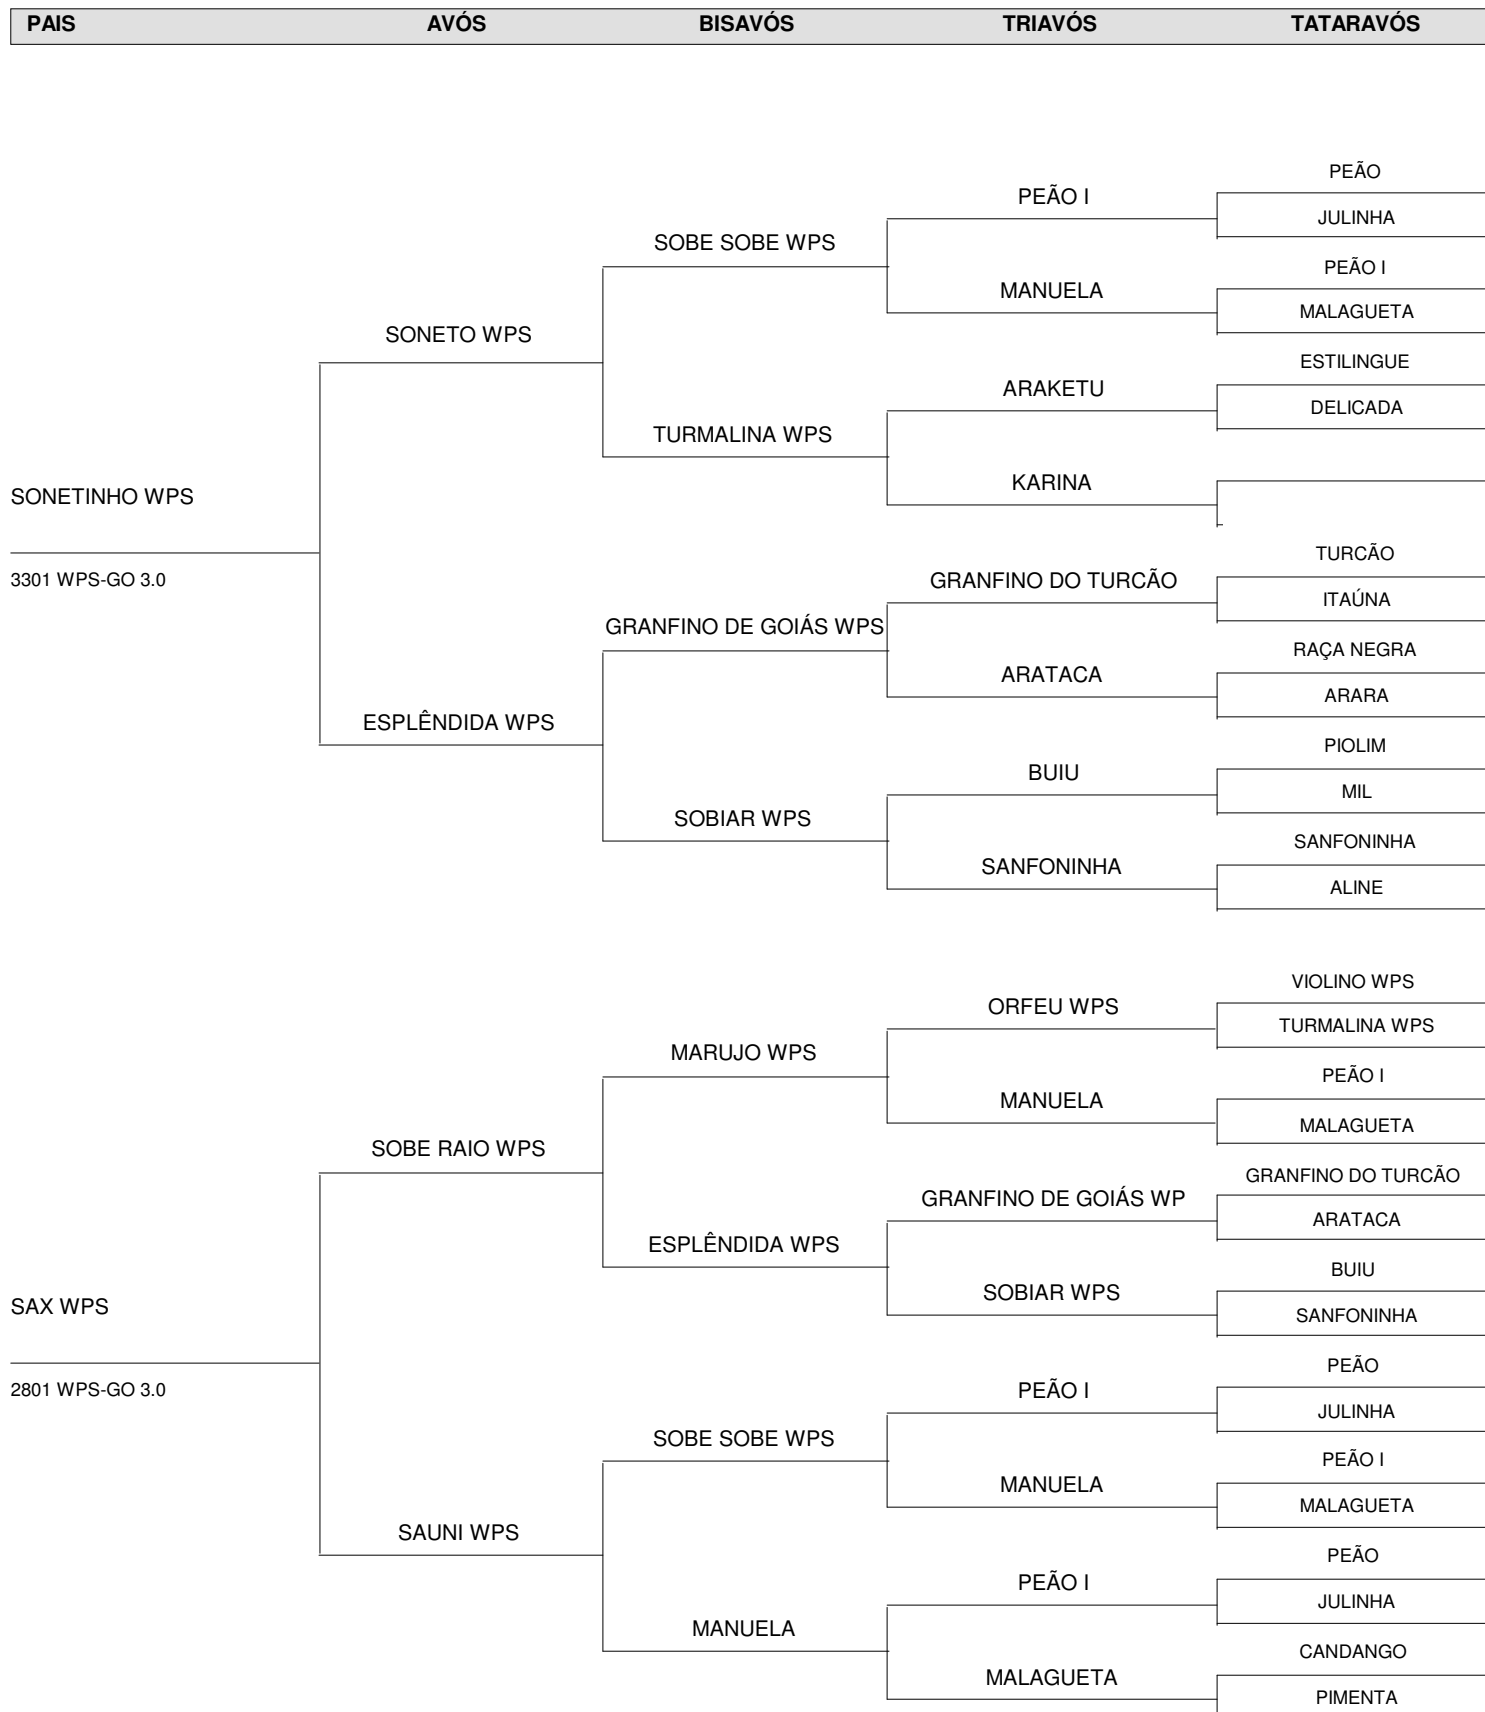 PAIS AVÓS BISAVÓS TRIAVÓS TATARAVÓS
PEÃO
PEÃO I
JULINHA
SOBE SOBE WPS
PEÃO I
MANUELA
MALAGUETA
SONETO WPS
ESTILINGUE
ARAKETU
DELICADA
TURMALINA WPS
KARINA
SONETINHO WPS
TURCÃO
3301 WPS-GO 3.0
GRANFINO DO TURCÃO
ITAÚNA
GRANFINO DE GOIÁS WPS
RAÇA NEGRA
ARATACA
ARARA
ESPLÊNDIDA WPS
PIOLIM
BUIU
MIL
SOBIAR WPS
SANFONINHA
SANFONINHA
ALINE
VIOLINO WPS
ORFEU WPS
TURMALINA WPS
MARUJO WPS
PEÃO I
MANUELA
MALAGUETA
SOBE RAIO WPS
GRANFINO DO TURCÃO
GRANFINO DE GOIÁS WP
ARATACA
ESPLÊNDIDA WPS
BUIU
SOBIAR WPS
SAX WPS
SANFONINHA
PEÃO
2801 WPS-GO 3.0
PEÃO I
JULINHA
SOBE SOBE WPS
PEÃO I
MANUELA
MALAGUETA
SAUNI WPS
PEÃO
PEÃO I
JULINHA
MANUELA
CANDANGO
MALAGUETA
PIMENTA